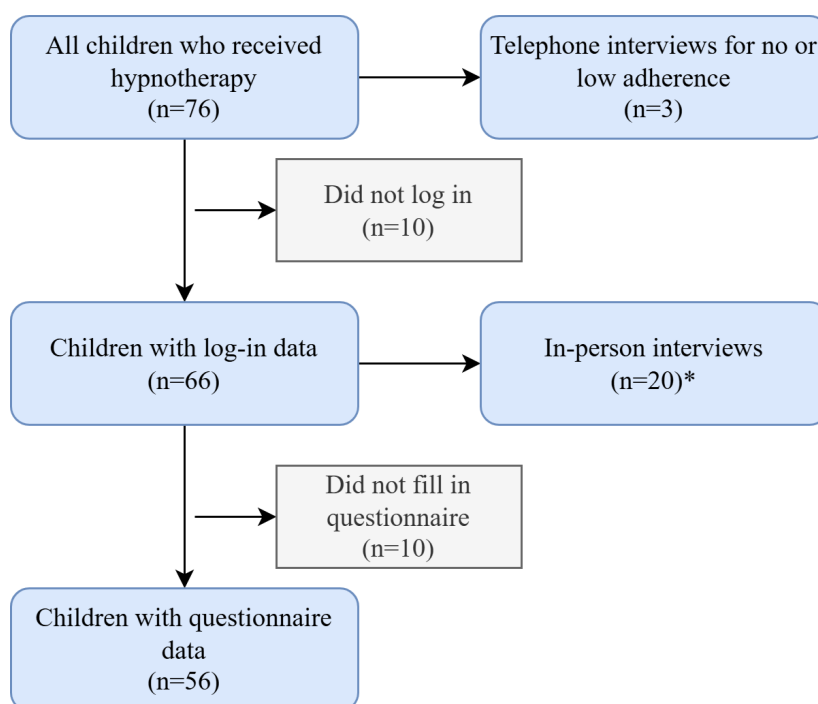 All children who received
hypnotherapy
(n=76)
Telephone interviews for no or
low adherence
(n=3)
Did not log in
(n=10)
Children with log-in data
(n=66)
In-person interviews
(n=20)*
Did not fill in
questionnaire
(n=10)
Children with questionnaire
data
(n=56)